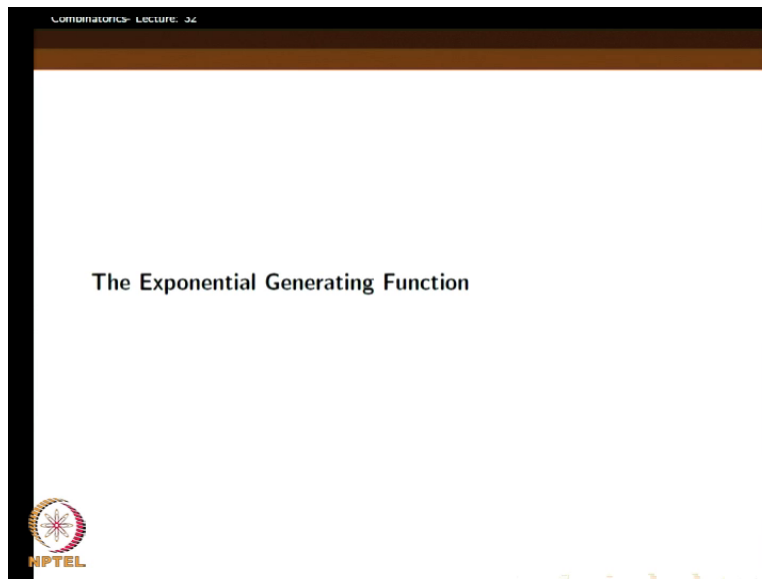 Combinatorics- Lecture: 32
The Exponential Generating Function
NPTEL